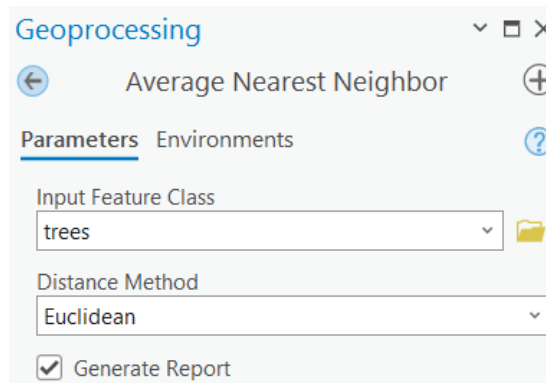 Geoprocessing
Average Nearest Neighbor
Parameters Environments
Input Feature Class
trees
Distance Method
Euclidean
Generate Report